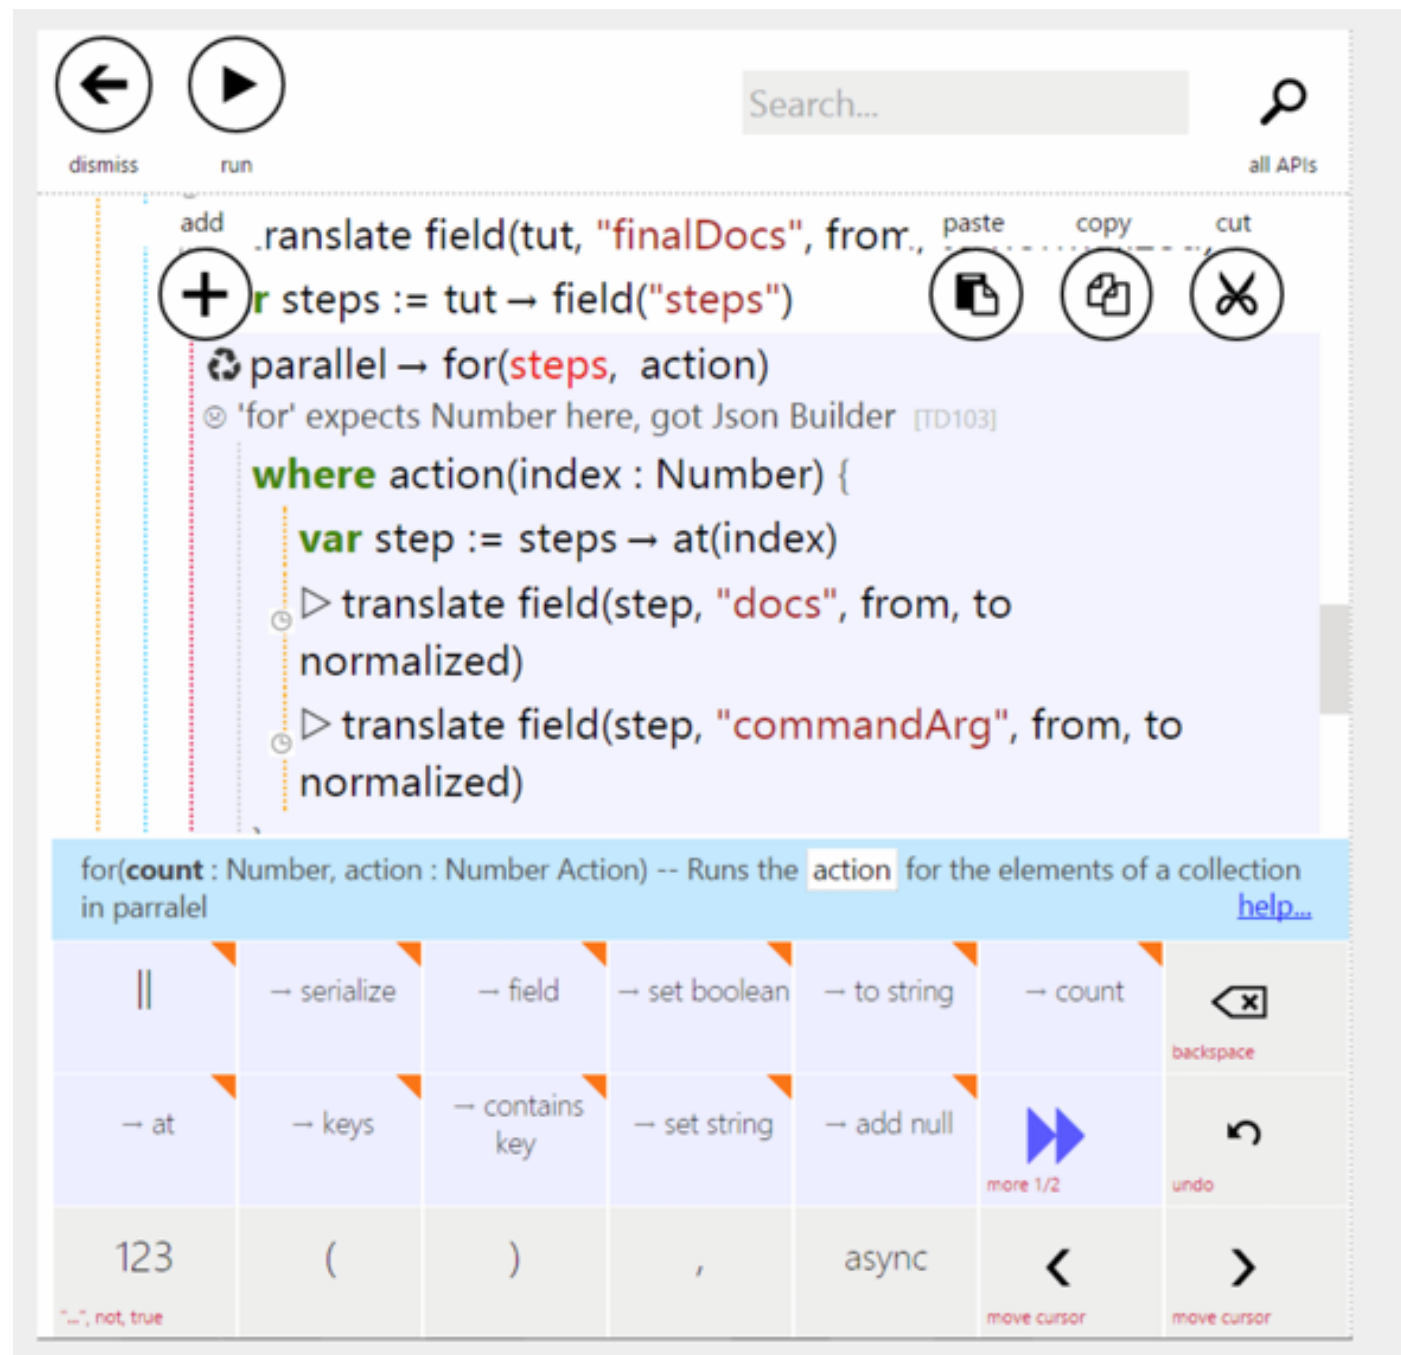 Search...
dismiss
run
all APIs
add
paste
copy
cut
ranslate field(tut, "finalDocs", from,
r steps := tut → field("steps")
parallel → for(steps, action)
'for' expects Number here, got Json Builder [TD103]
where action(index : Number) {
var step := steps → at(index)
▷ translate field(step, "docs", from, to
normalized)
▷ translate field(step, "commandArg", from, to
normalized)
for(count : Number, action : Number Action) -- Runs the action for the elements of a collection
in parralel
help...
||
→ serialize
→ field
→ set boolean
→ to string
→ count
backspace
→ at
→ keys
→ contains
key
→ set string
→ add null
more 1/2
undo
123
"...", not, true
(
)
,
async
move cursor
move cursor